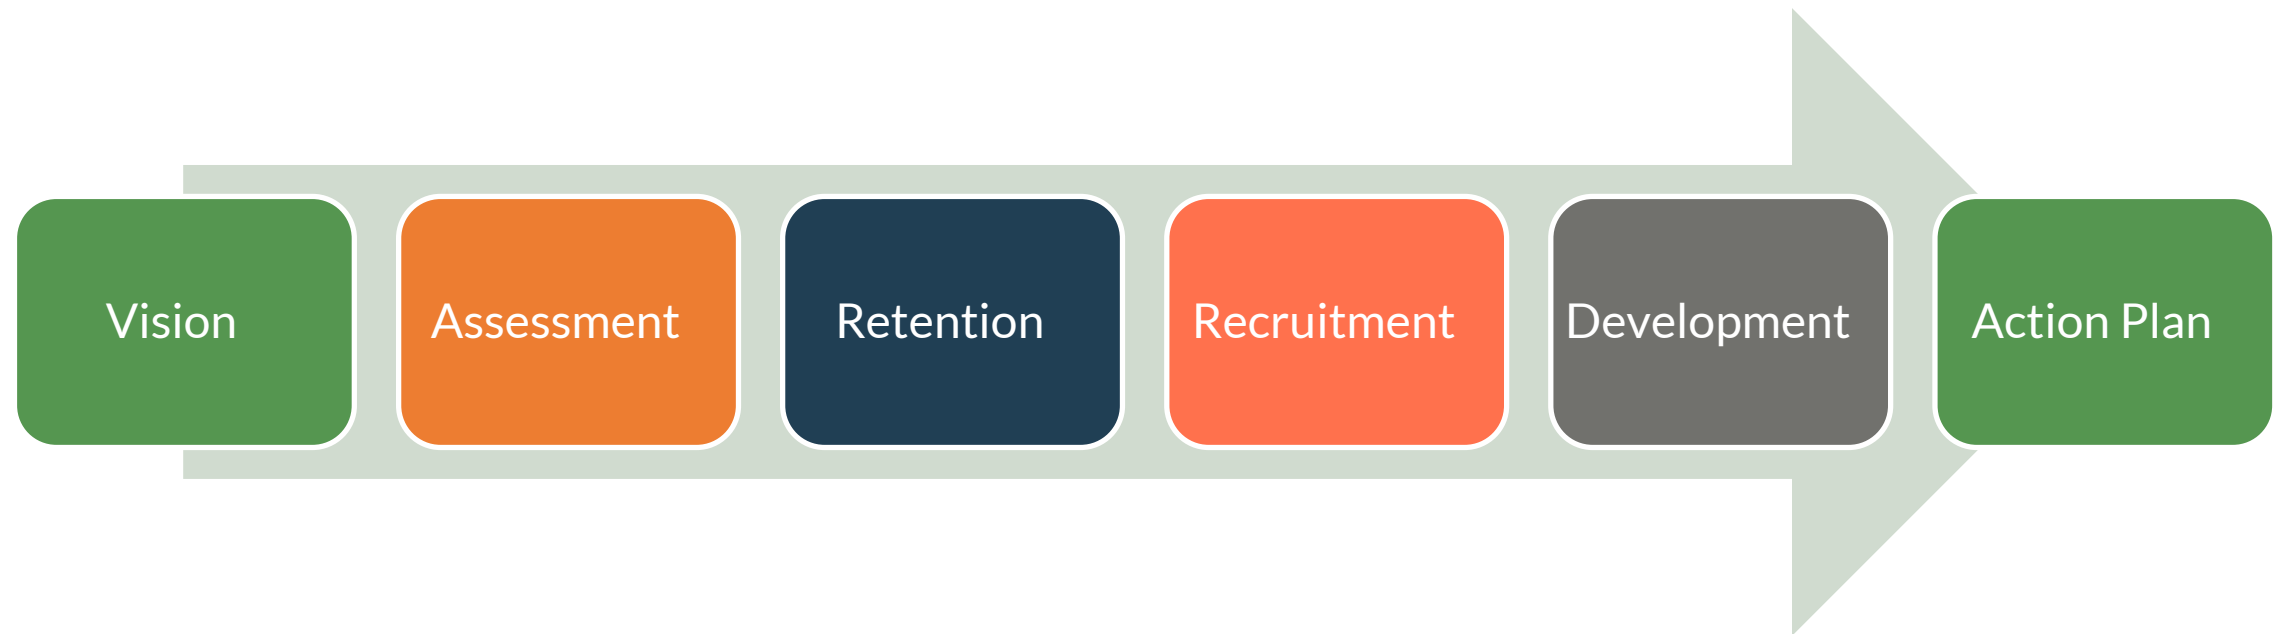 Vision
Assessment
Retention
Recruitment
Development
Action Plan